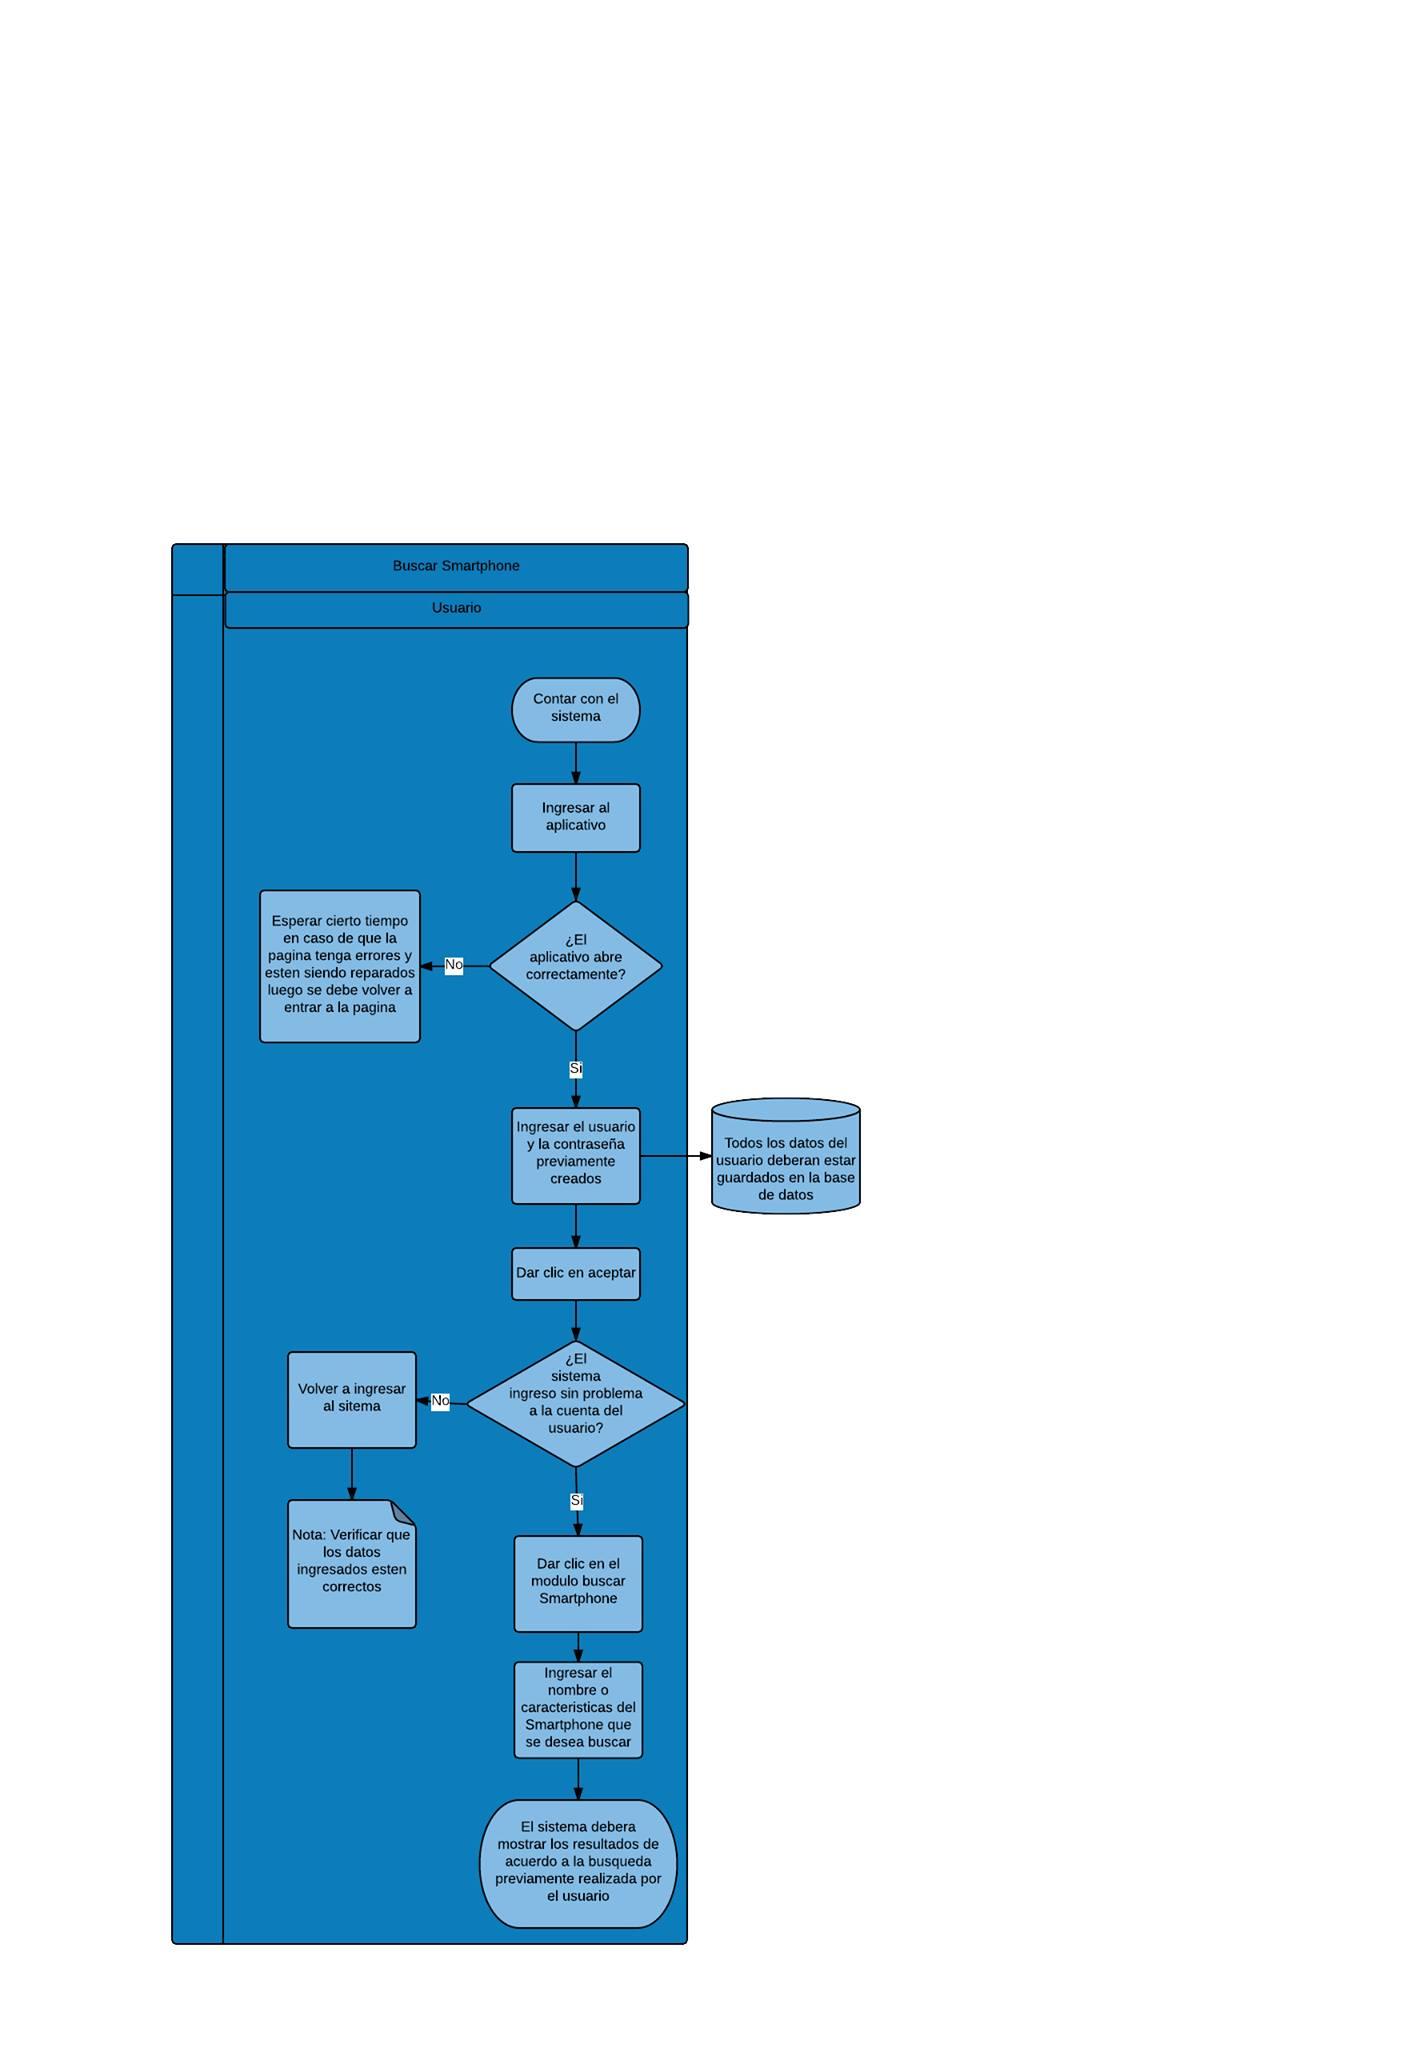 Buscar Smartphone
Usuario
Contar con el
sistema
Ingresar al
aplicativo
¿El
aplicativo abre
correctamente?
No
Esperar cierto tiempo
en caso de que la
pagina tenga errores y
esten siendo reparados
luego se debe volver a
entrar a la pagina
Si
Ingresar el usuario
y la contraseña
previamente
creados
Todos los datos del
usuario deberan estar
guardados en la base
de datos
Dar clic en aceptar
¿El
sistema
ingreso sin problema
a la cuenta del
usuario?
No
Volver a ingresar
al sitema
Nota: Verificar que
los datos
ingresados esten
correctos
Si
Dar clic en el
modulo buscar
Smartphone
Ingresar el
nombre o
caracteristicas del
Smartphone que
se desea buscar
El sistema debera
mostrar los resultados de
acuerdo a la busqueda
previamente realizada por
el usuario